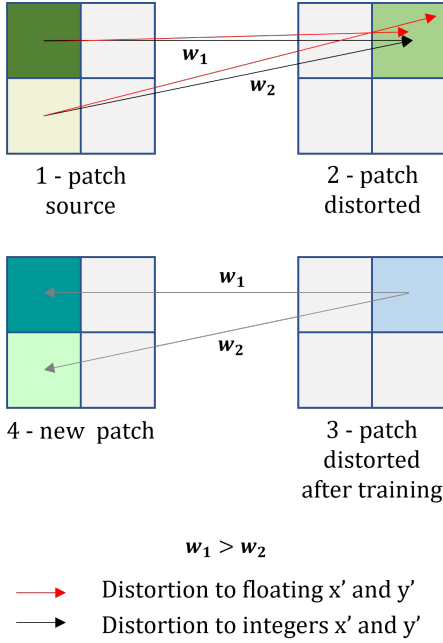 w₁
w₂
1 - patch
source
2 - patch
distorted
w₁
w₂
4 - new patch
3 - patch
distorted
after training
w₁ > w₂
Distortion to floating x' and y'
Distortion to integers x' and y'